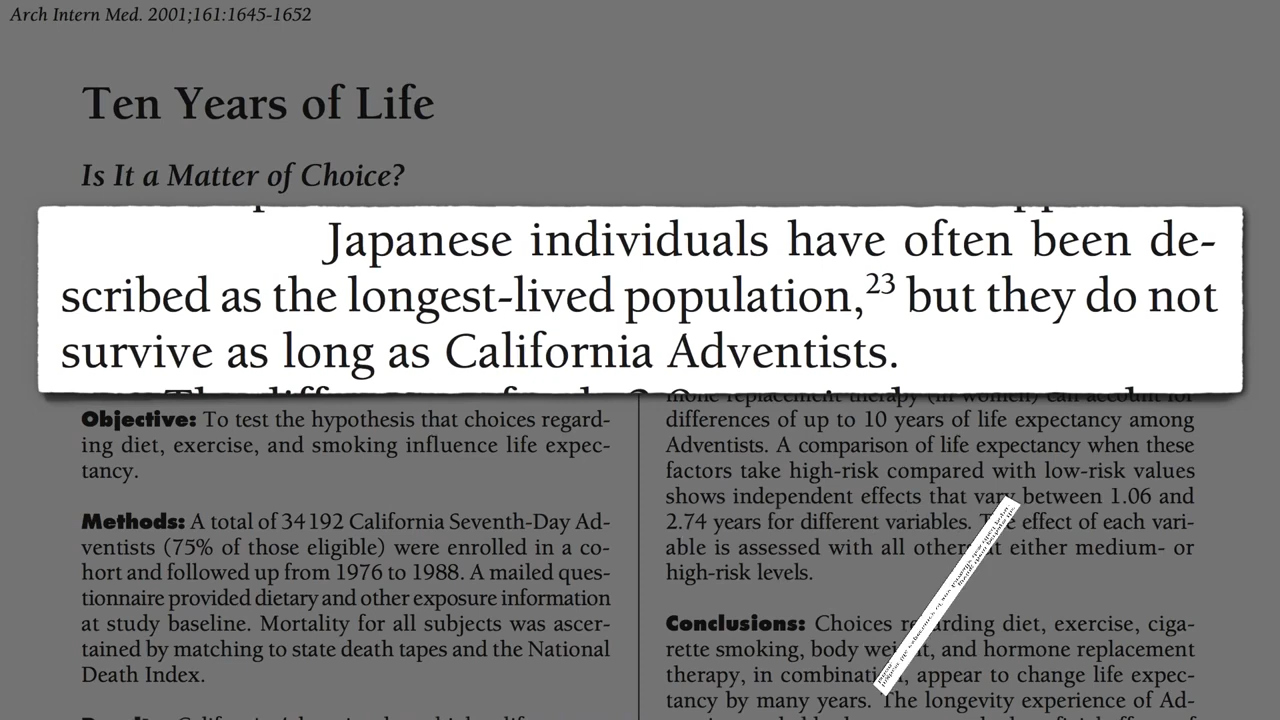 Arch Intern Med. 2001;161:1645-1652
Ten Years of Life
Is It a Matter of Choice?
Japanese individuals have often been de-
scribed as the longest-lived population,23 but they do not
survive as long as California Adventists.
Objective: To test the hypothesis that choices regard-
ing diet, exercise, and smoking influence life expec-
tancy.
Methods: A total of 34 192 California Seventh-Day Ad-
ventists (75% of those eligible) were enrolled in a co-
hort and followed up from 1976 to 1988. A mailed ques-
tionnaire provided dietary and other exposure information
at study baseline. Mortality for all subjects was ascer-
tained by matching to state death tapes and the National
Death Index.
mone replacement therapy (in women) can account for
differences of up to 10 years of life expectancy among
Adventists. A comparison of life expectancy when these
factors take high-risk compared with low-risk values
shows independent effects that vary between 1.06 and
2.74 years for different variables. The effect of each vari-
able is assessed with all others at either medium- or
high-risk levels.
Conclusions: Choices regarding diet, exercise, ciga-
rette smoking, body weight, and hormone replacement
therapy, in combination, appear to change life expec-
tancy by many years. The longevity experience of Ad-